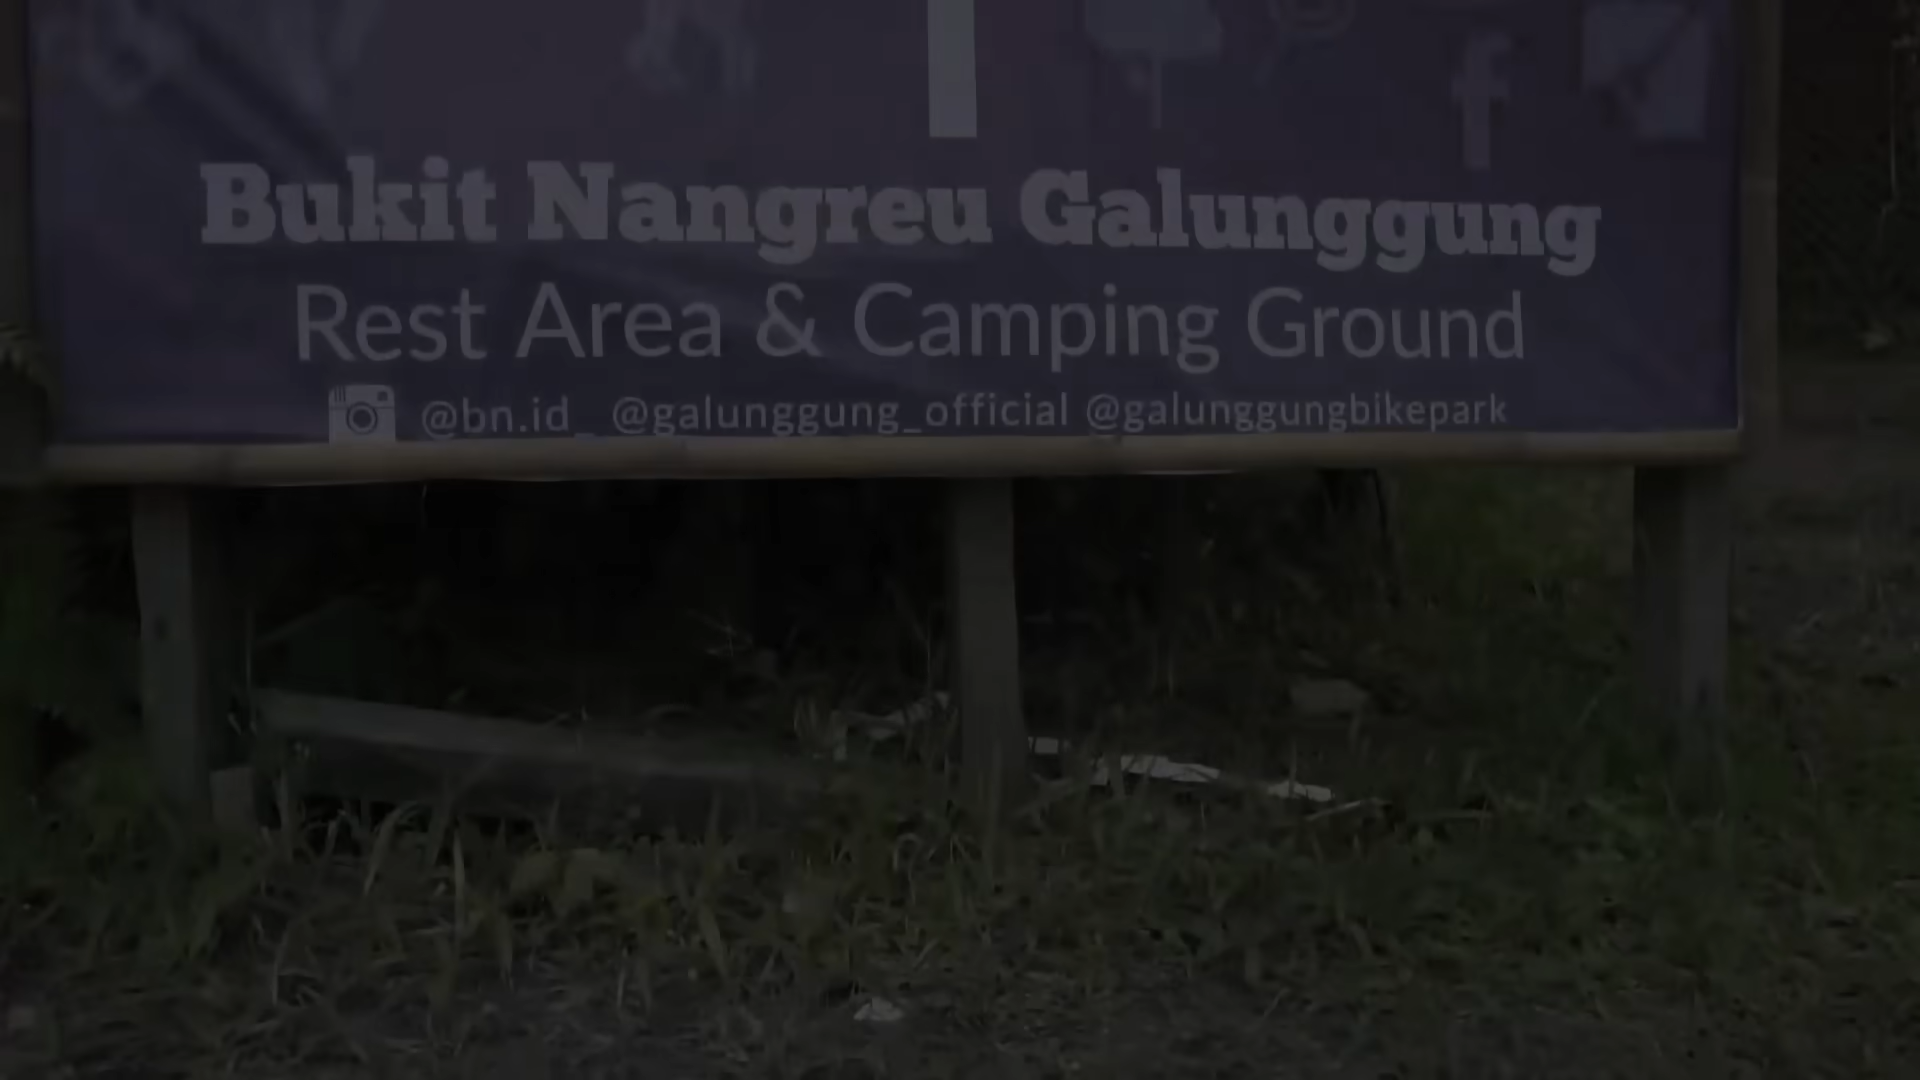 Bukit Nangreu Galunggung
Rest Area & Camping Ground
@bn.id_ @galunggung_official @galunggungbikepark